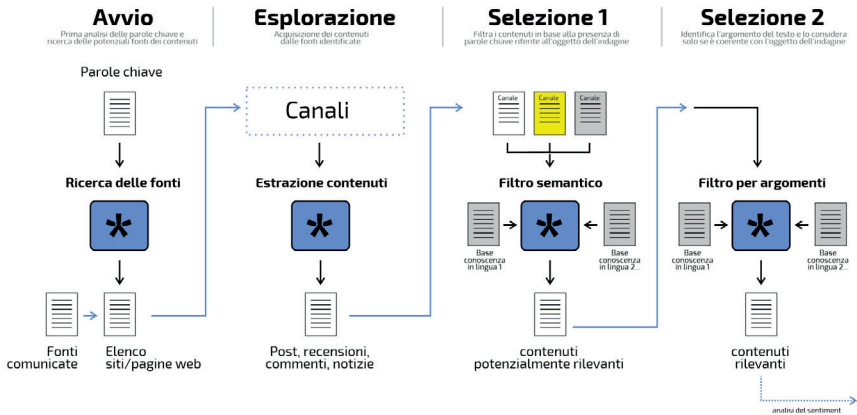 Avvio
Prima analisi delle parole chiave e
ricerca delle potenziali fonti dei contenuti
Parole chiave
Ricerca delle fonti
*
Fonti
comunicate
Elenco
siti/pagine web
Esplorazione
Acquisizione dei contenuti
dalle fonti identificate.
Canali
Estrazione contenuti
*
Post, recensioni,
commenti, notizie
Selezione 1
Filtra i contenuti in base alla presenza di
parole chiave riferite all'oggetto dell'indagine
Canale
Canale
Canale
Filtro semantico
*
Base
conoscenza
in lingua 1
Base
conoscenza
in lingua 2...
contenuti
potenzialmente rilevanti
Selezione 2
Identifica l'argomento del testo e lo considera
solo se è coerente con l'oggetto dell'indagine
Filtro per argomenti
*
Base
conoscenza
in lingua 1
Base
conoscenza
in lingua 2...
contenuti
rilevanti
analisi del sentiment